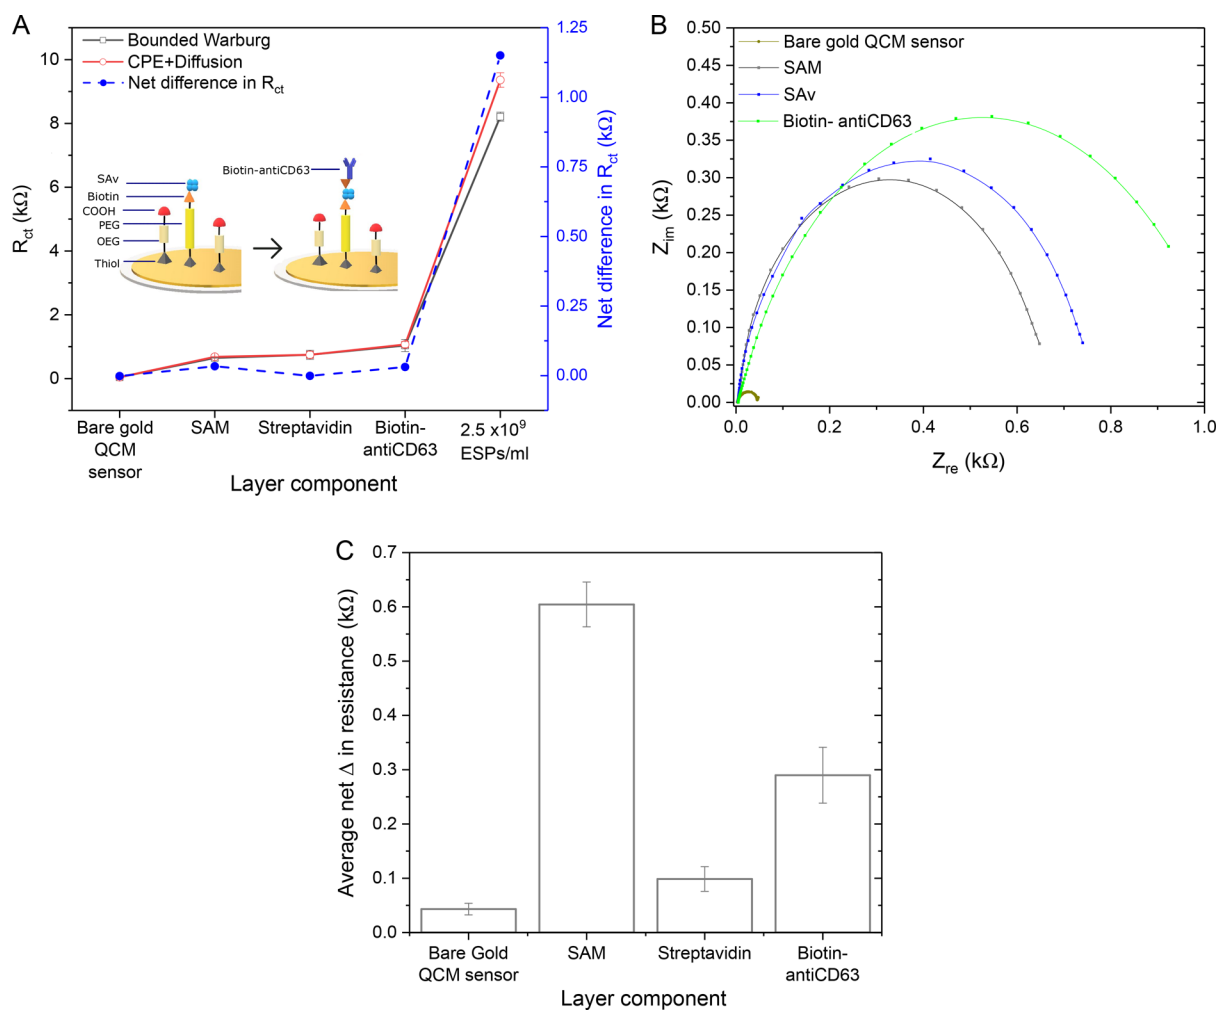 A
Bounded Warburg
CPE+Diffusion
Net difference in Rct
10
8
6
4
2
0
Rct (kΩ)
1.25
1.00
0.75
0.50
0.25
0.00
Net difference in Rct (kΩ)
SAv
Biotin
COOH
PEG
OEG
Thiol
Biotin-antiCD63
Bare gold
QCM
sensor
SAM
Streptavidin
Biotin-
antiCD63
2.5 x10⁹
ESPs/ml
Layer component
B
Bare gold QCM sensor
SAM
SAv
Biotin- antiCD63
0.50
0.45
0.40
0.35
0.30
0.25
0.20
0.15
0.10
0.05
0.00
Zim (kΩ)
0.0
0.2
0.4
0.6
0.8
1.0
Zre (kΩ)
C
0.7
0.6
0.5
0.4
0.3
0.2
0.1
0.0
Average net Δ in resistance (kΩ)
Bare Gold
QCM sensor
SAM
Streptavidin
Biotin-
antiCD63
Layer component